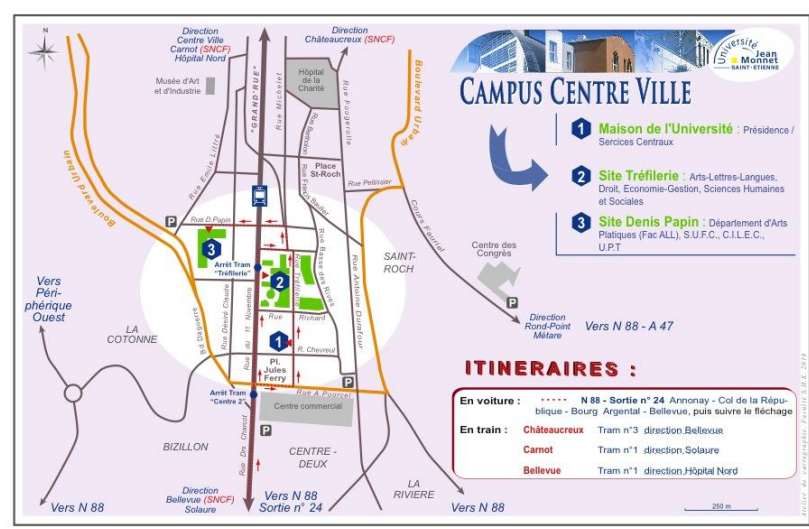 Direction
Centre Ville
Carnot (SNCF)
Hôpital Nord
Direction
Châteaucreux (SNCF)
Musée d'Art
et d'Industrie
Hôpital
de la
Charité
"GRAND'RUE"
Rue Michelet
Rue Fougerolle
Rue Emile Littré
Place
St-Roch
Rue Pelissier
Boulevard Urbain
Boulevard Urbain
Cours Fauriel
P
Rue D.Papin
3
Arrêt Tram
"Tréfilerie"
2
Rue Tréfilerie
Rue Basse des Rives
Rue Antoine Durafour
SAINT-
ROCH
Centre des
Congrès
P
Direction
Rond-Point
Métare
Vers N 88 - A 47
Vers
Péri-
phérique
Ouest
LA
COTONNE
Bd Daguerre
Rue Désiré Claude
Rue du 11 Novembre
Rue Richard
1
R. Chevreul
Pl.
Jules
Ferry
P
Arrêt Tram
"Centre 2"
Rue A Pourcel
Centre commercial
P
BIZILLON
Rue Drs Charcot
CENTRE -
DEUX
LA
RIVIERE
Vers N 88
Direction
Bellevue (SNCF)
Solaure
Vers N 88
Sortie n° 24
Vers N 88
Université
Jean
Monnet
SAINT-ETIENNE
CAMPUS CENTRE VILLE
1 Maison de l'Université : Présidence /
Sercices Centraux
2 Site Tréfilerie : Arts-Lettres-Langues,
Droit, Economie-Gestion, Sciences Humaines
et Sociales
3 Site Denis Papin : Département d'Arts
Platiques (Fac ALL), S.U.F.C., C.I.L.E.C.,
U.P.T
ITINERAIRES :
En voiture : N 88 - Sortie n° 24 Annonay - Col de la Répu-
blique - Bourg Argental - Bellevue, puis suivre le fléchage
En train : Châteaucreux Tram n°3 direction Bellevue
Carnot Tram n°1 direction Solaure
Bellevue Tram n°1 direction Hôpital Nord
250 m